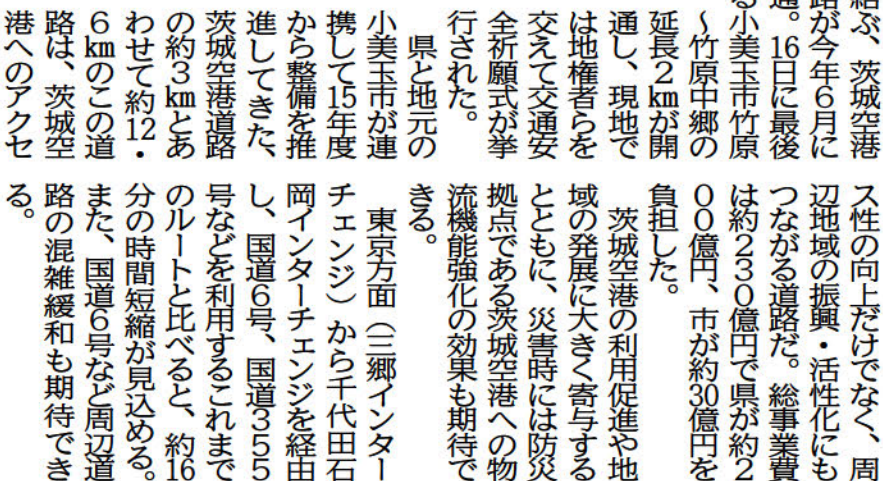 結ぶ、茨城空港
路が今年6月に
通。16日に最後
る小美玉市竹原
～竹原中郷の
延長2㎞が開
通し、現地で
は地権者らを
交えて交通安
全祈願式が挙
行された。
県と地元の
小美玉市が連
携して15年度
から整備を推
進してきた、
茨城空港道路
の約3㎞とあ
わせて約12・
6㎞のこの道
路は、茨城空
港へのアクセ
ス性の向上だけでなく、周
辺地域の振興・活性化にも
つながる道路だ。総事業費
は約230億円で県が約2
00億円、市が約30億円を
負担した。
茨城空港の利用促進や地
域の発展に大きく寄与する
とともに、災害時には防災
拠点である茨城空港への物
流機能強化の効果も期待で
きる。
東京方面（三郷インター
チェンジ）から千代田石
岡インターチェンジを経由
し、国道6号、国道355
号などを利用するこれまで
のルートと比べると、約16
分の時間短縮が見込める。
また、国道6号など周辺道
路の混雑緩和も期待でき
る。